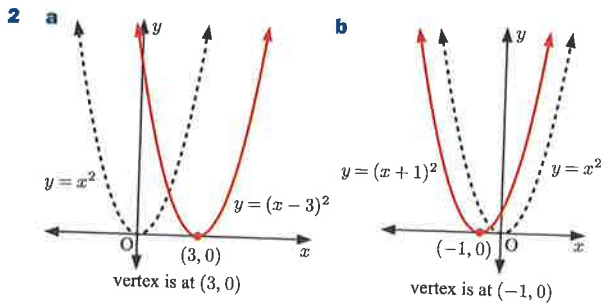 2 a
y
y = x²
y = (x − 3)²
O
x
(3, 0)
vertex is at (3, 0)
b
y
y = (x + 1)²
y = x²
(−1, 0)
O
x
vertex is at (−1, 0)